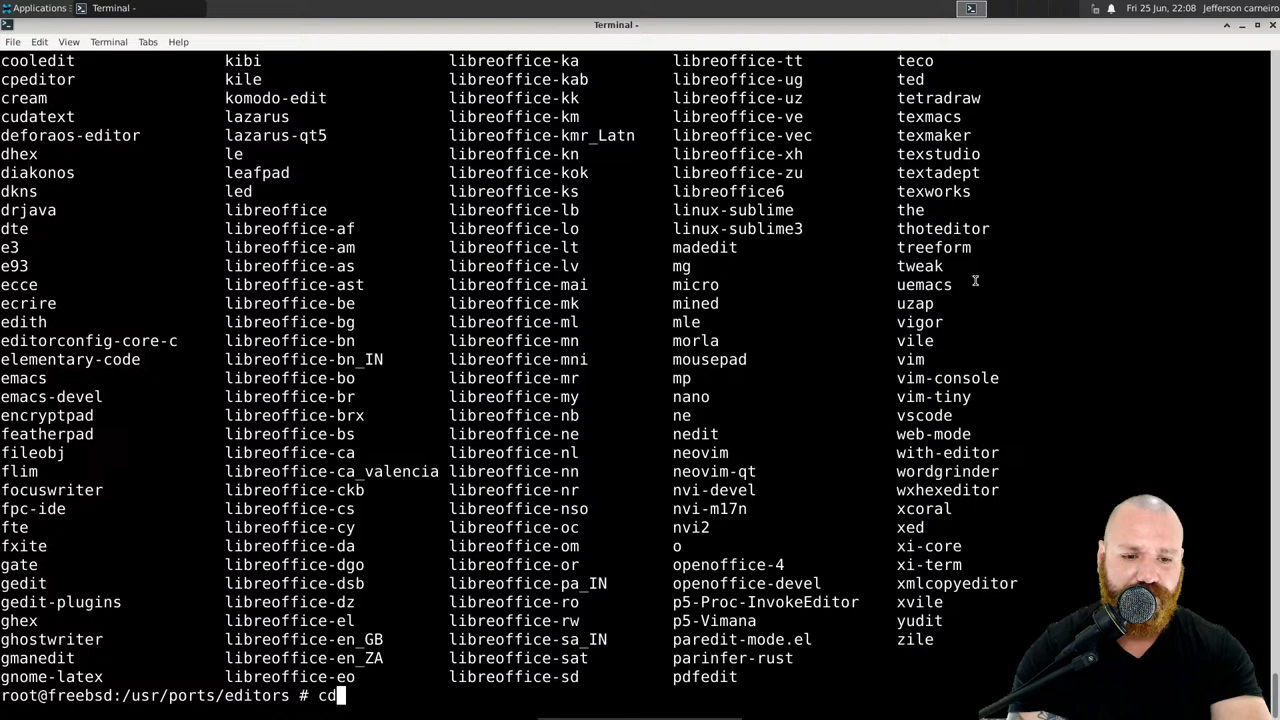 Applications
Terminal -
Fri 25 Jun, 22:08
Jefferson carneiro
Terminal -
File Edit View Terminal Tabs Help
cooledit kibi libreoffice-ka libreoffice-tt teco
cpeditor kile libreoffice-kab libreoffice-ug ted
cream komodo-edit libreoffice-kk libreoffice-uz tetradraw
cudatext lazarus libreoffice-km libreoffice-ve texmacs
deforaos-editor lazarus-qt5 libreoffice-kmr_Latn libreoffice-vec texmaker
dhex le libreoffice-kn libreoffice-xh texstudio
diakonos leafpad libreoffice-kok libreoffice-zu textadept
dkns led libreoffice-ks libreoffice6 texworks
drjava libreoffice libreoffice-lb linux-sublime the
dte libreoffice-af libreoffice-lo linux-sublime3 thoteditor
e3 libreoffice-am libreoffice-lt madedit treeform
e93 libreoffice-as libreoffice-lv mg tweak
ecce libreoffice-ast libreoffice-mai micro uemacs
ecrire libreoffice-be libreoffice-mk mined uzap
edith libreoffice-bg libreoffice-ml mle vigor
editorconfig-core-c libreoffice-bn libreoffice-mn morla vile
elementary-code libreoffice-bn_IN libreoffice-mni mousepad vim
emacs libreoffice-bo libreoffice-mr mp vim-console
emacs-devel libreoffice-br libreoffice-my nano vim-tiny
encryptpad libreoffice-brx libreoffice-nb ne vscode
featherpad libreoffice-bs libreoffice-ne nedit web-mode
fileobj libreoffice-ca libreoffice-nl neovim with-editor
flim libreoffice-ca_valencia libreoffice-nn neovim-qt wordgrinder
focuswriter libreoffice-ckb libreoffice-nr nvi-devel wxhexeditor
fpc-ide libreoffice-cs libreoffice-nso nvi-m17n xcoral
fte libreoffice-cy libreoffice-oc nvi2 xed
fxite libreoffice-da libreoffice-om o xi-core
gate libreoffice-dgo libreoffice-or openoffice-4 xi-term
gedit libreoffice-dsb libreoffice-pa_IN openoffice-devel xmlcopyeditor
gedit-plugins libreoffice-dz libreoffice-ro p5-Proc-InvokeEditor xvile
ghex libreoffice-el libreoffice-rw p5-Vimana yudit
ghostwriter libreoffice-en_GB libreoffice-sa_IN paredit-mode.el zile
gmanedit libreoffice-en_ZA libreoffice-sat parinfer-rust
gnome-latex libreoffice-eo libreoffice-sd pdfedit
root@freebsd:/usr/ports/editors # cd